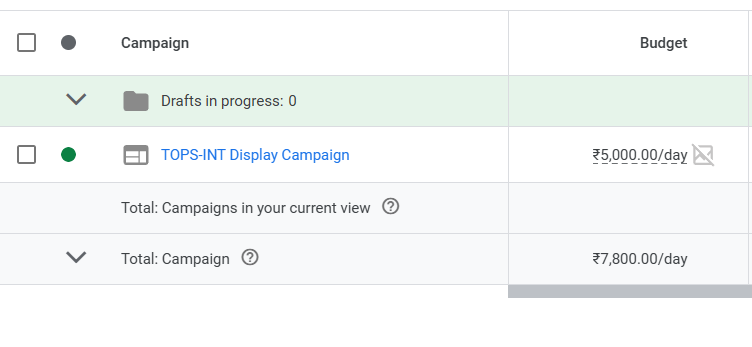 Campaign Budget
Drafts in progress: 0
TOPS-INT Display Campaign ₹5,000.00/day
Total: Campaigns in your current view ?
Total: Campaign ? ₹7,800.00/day